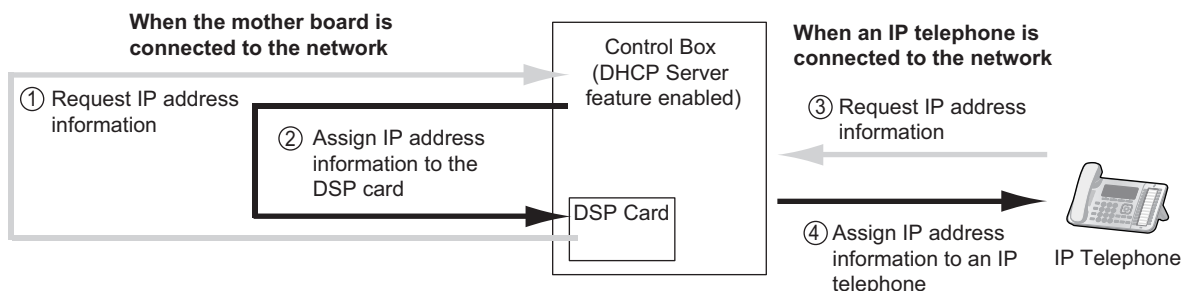 When the mother board is
connected to the network
① Request IP address
information
② Assign IP address
information to the
DSP card
Control Box
(DHCP Server
feature enabled)
DSP Card
When an IP telephone is
connected to the network
③ Request IP address
information
④ Assign IP address
information to an IP
telephone
IP Telephone